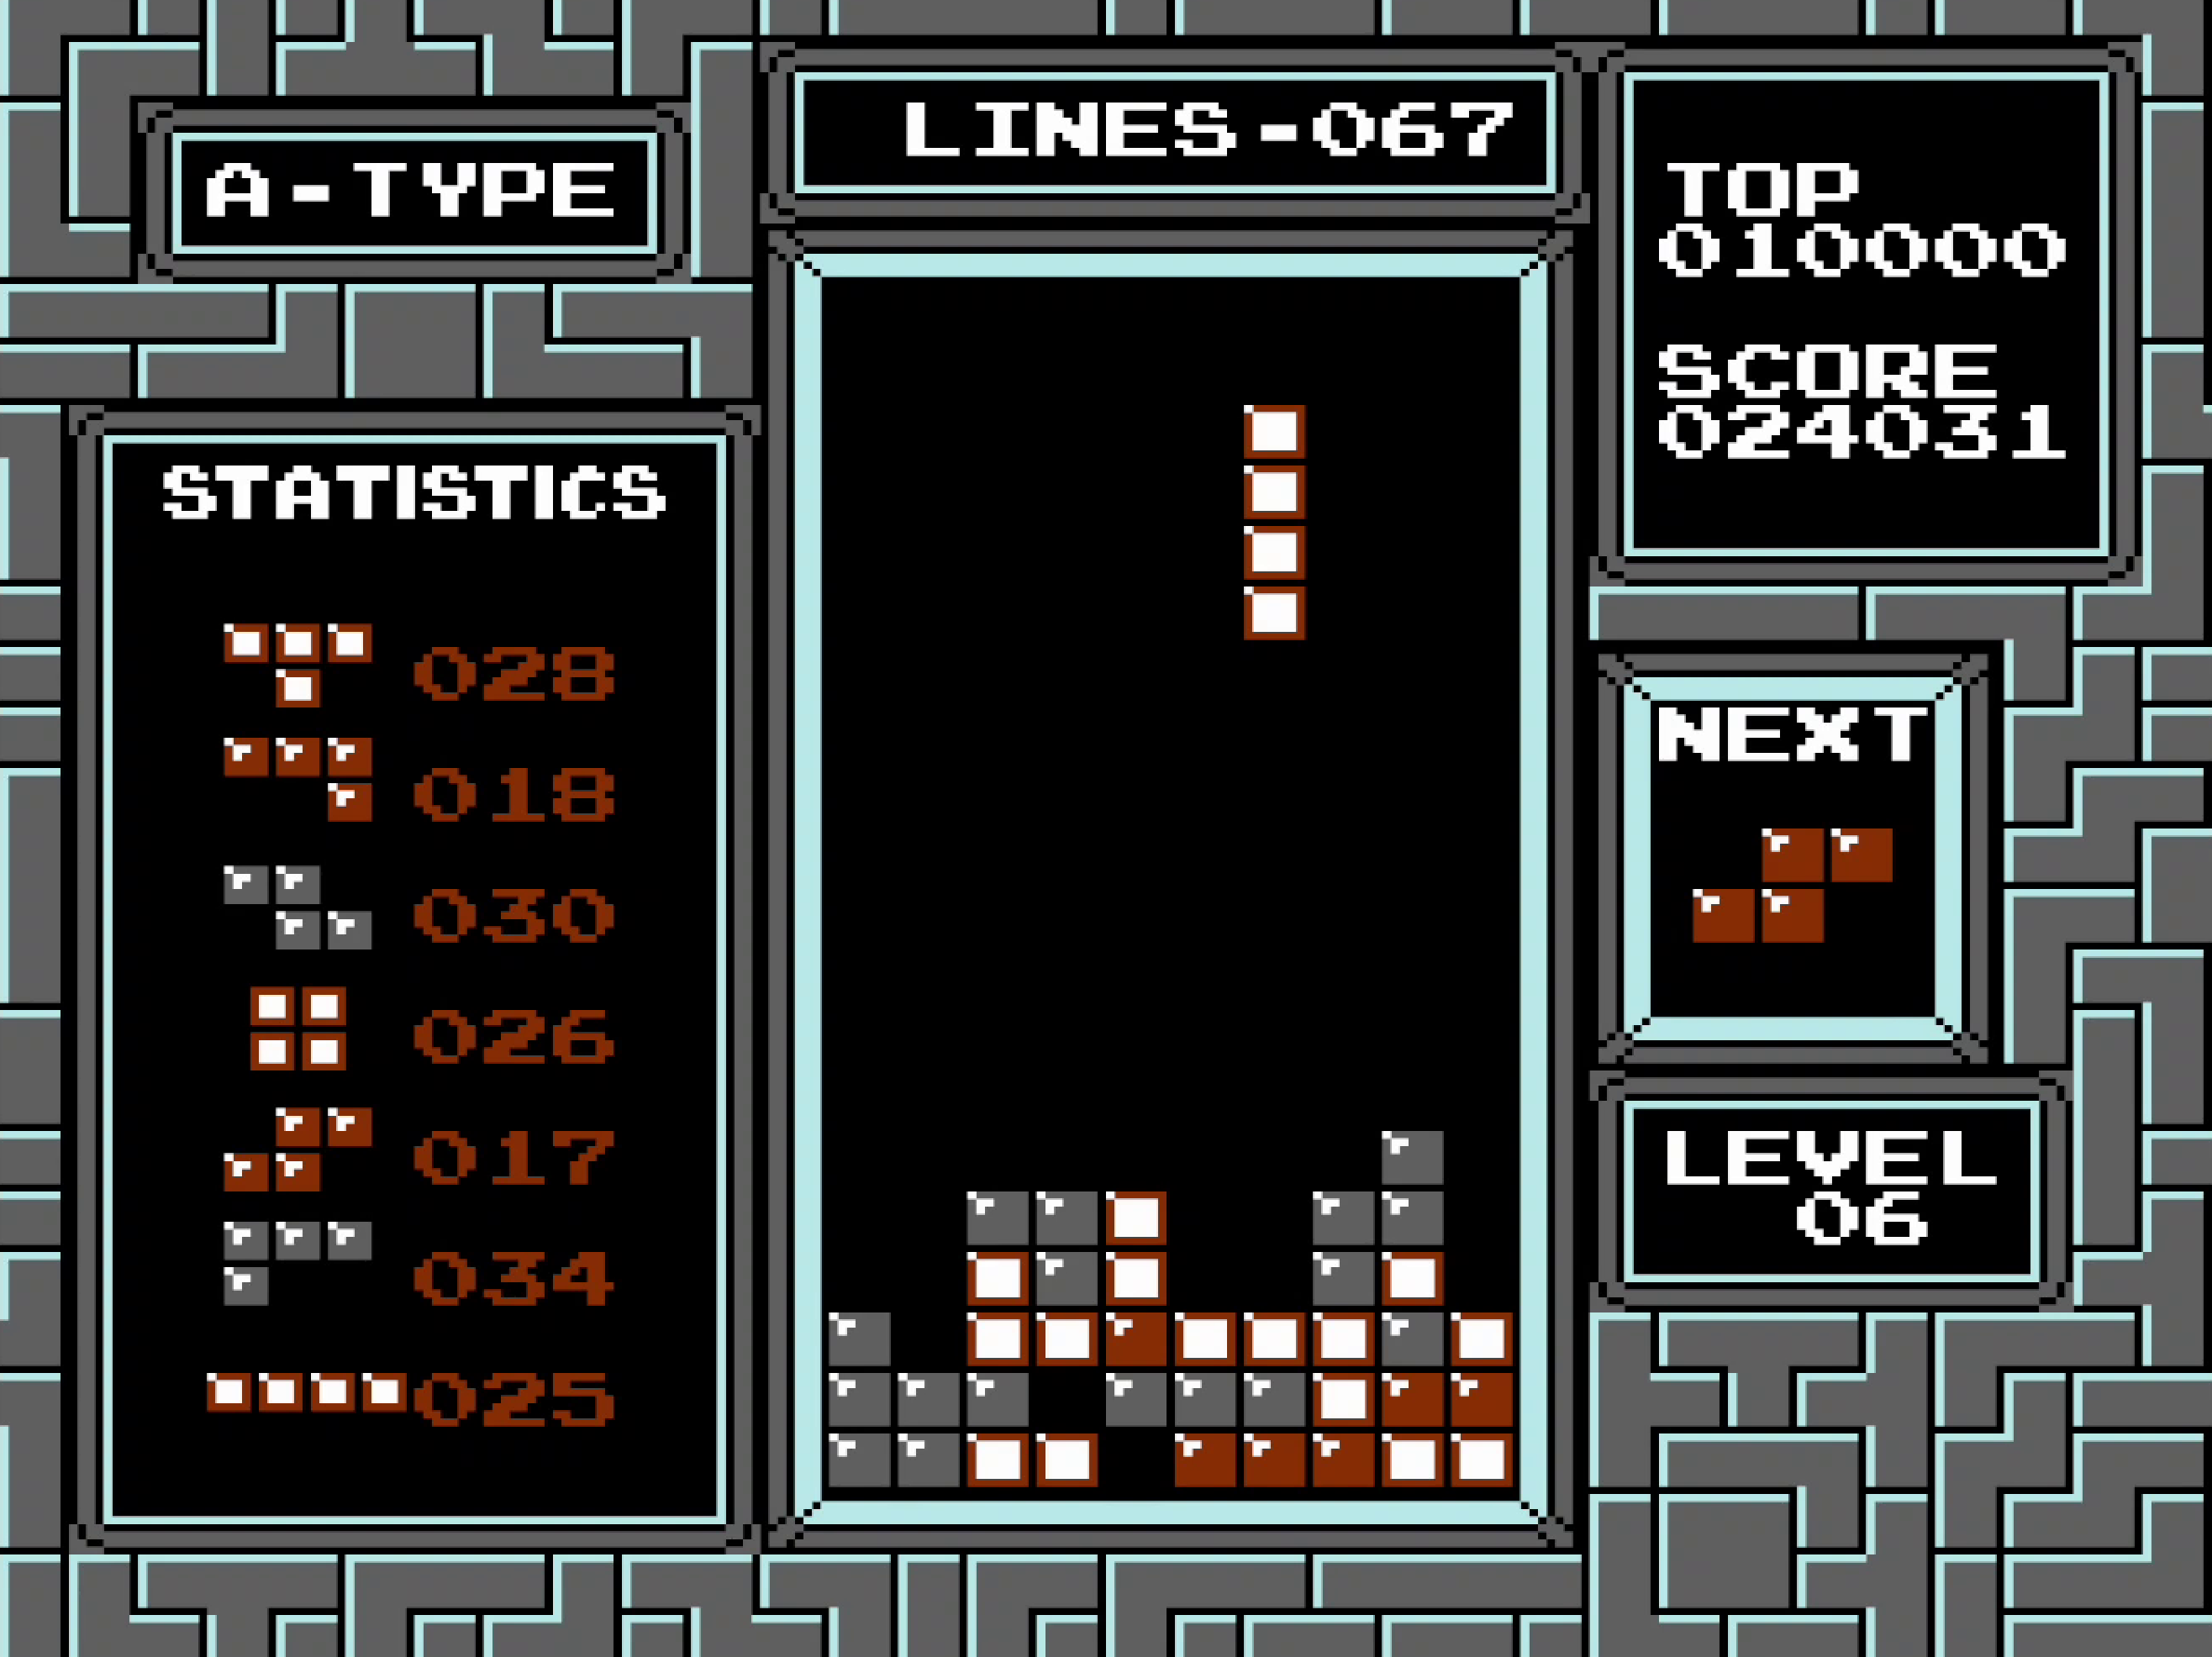 A-TYPE
LINES-067
TOP
010000
SCORE
024031
STATISTICS
028
018
030
026
017
034
025
NEXT
LEVEL
06